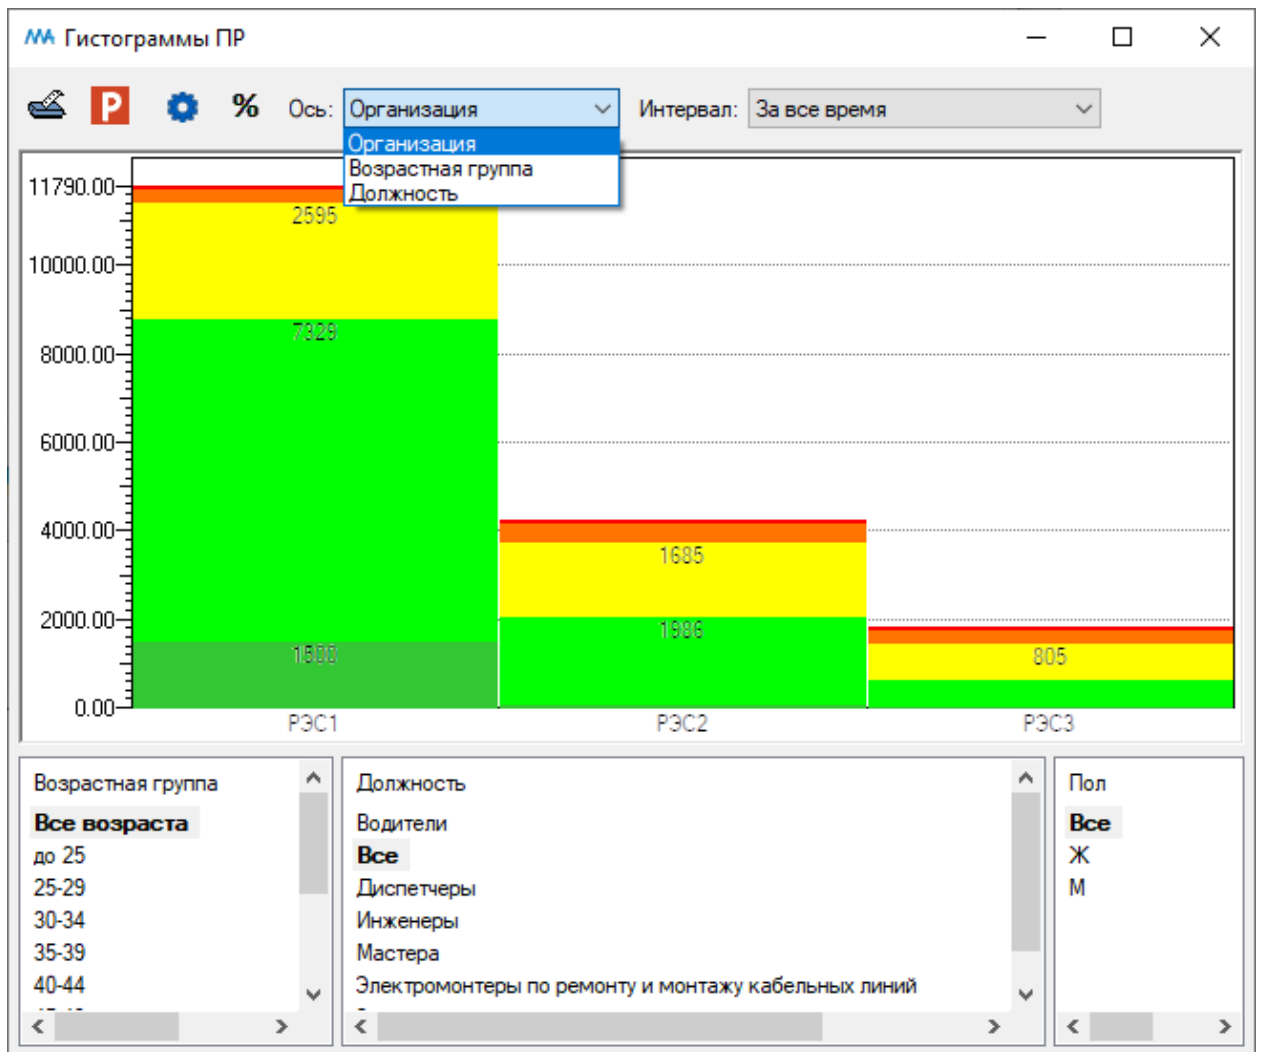 Гистограммы ПР
P % Ось: Организация Интервал: За все время
Организация
Возрастная группа
Должность
11790.00
2595
10000.00
7329
8000.00
6000.00
4000.00
1685
2000.00
1986
805
0.00
РЭС1 РЭС2 РЭС3
Возрастная группа
Все возраста
до 25
25-29
30-34
35-39
40-44
Должность
Водители
Все
Диспетчеры
Инженеры
Мастера
Электромонтеры по ремонту и монтажу кабельных линий
Пол
Все
Ж
М